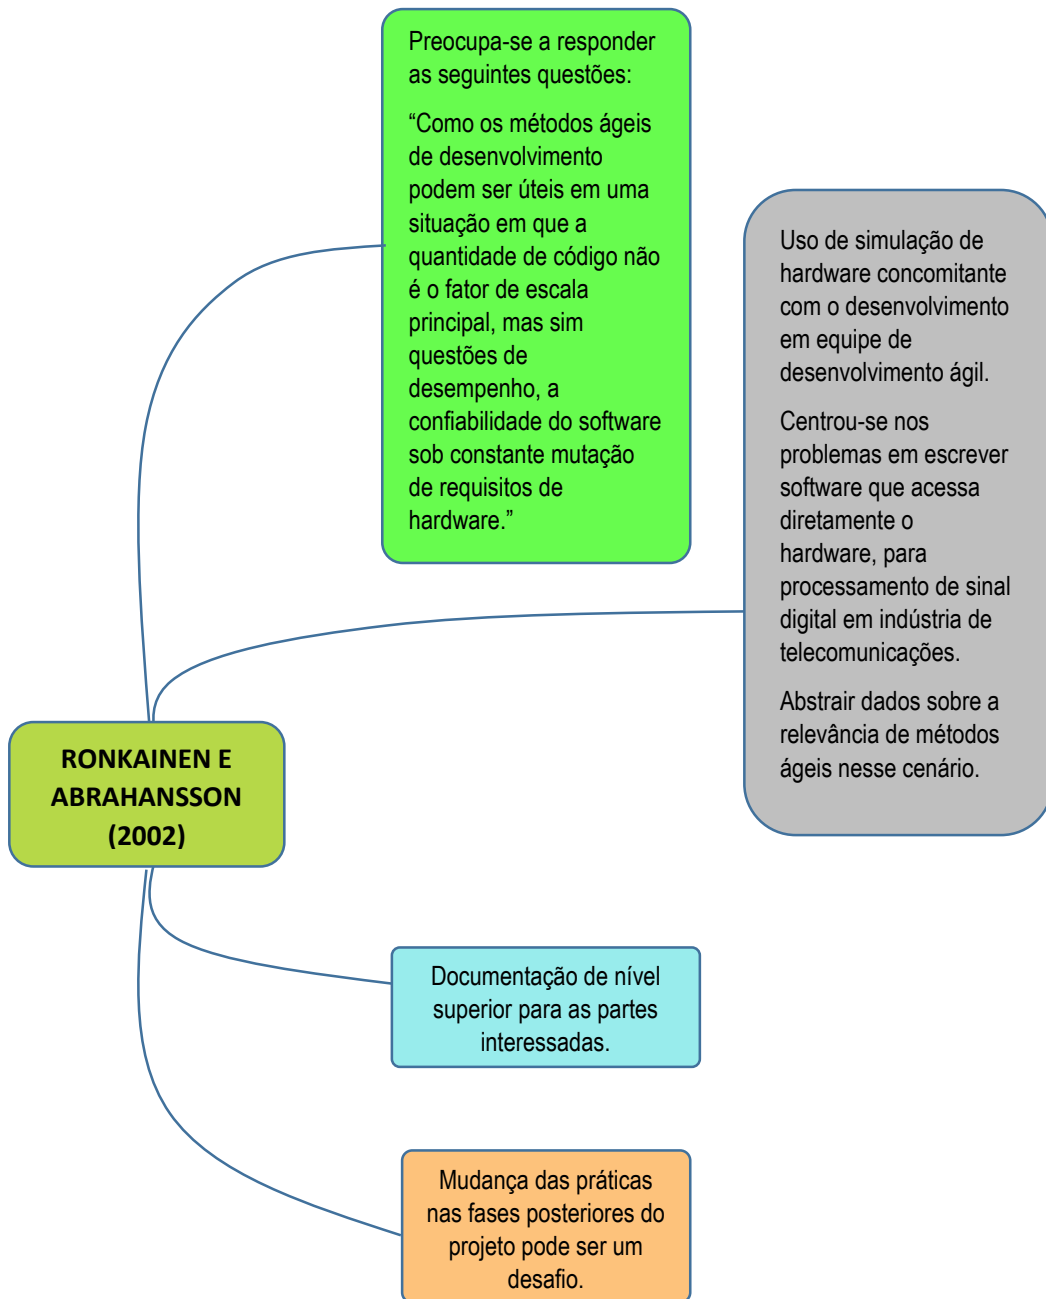 Preocupa-se a responder
as seguintes questões:
“Como os métodos ágeis
de desenvolvimento
podem ser úteis em uma
situação em que a
quantidade de código não
é o fator de escala
principal, mas sim
questões de
desempenho, a
confiabilidade do software
sob constante mutação
de requisitos de
hardware.”
Uso de simulação de
hardware concomitante
com o desenvolvimento
em equipe de
desenvolvimento ágil.
Centrou-se nos
problemas em escrever
software que acessa
diretamente o
hardware, para
processamento de sinal
digital em indústria de
telecomunicações.
Abstrair dados sobre a
relevância de métodos
ágeis nesse cenário.
RONKAINEN E
ABRAHANSSON
(2002)
Documentação de nível
superior para as partes
interessadas.
Mudança das práticas
nas fases posteriores do
projeto pode ser um
desafio.